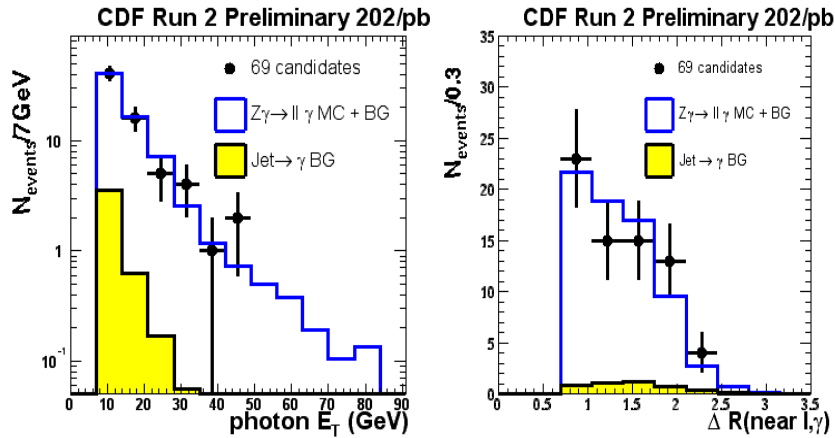 CDF Run 2 Preliminary 202/pb
N_events/7GeV
10
1
10^-1
69 candidates
Zγ→ll γ MC + BG
Jet→ γ BG
0 10 20 30 40 50 60 70 80 90
photon E_T (GeV)
CDF Run 2 Preliminary 202/pb
N_events/0.3
35
30
25
20
15
10
5
0
69 candidates
Zγ→ll γ MC + BG
Jet→ γ BG
0 0.5 1 1.5 2 2.5 3 3.5
Δ R(near l,γ)